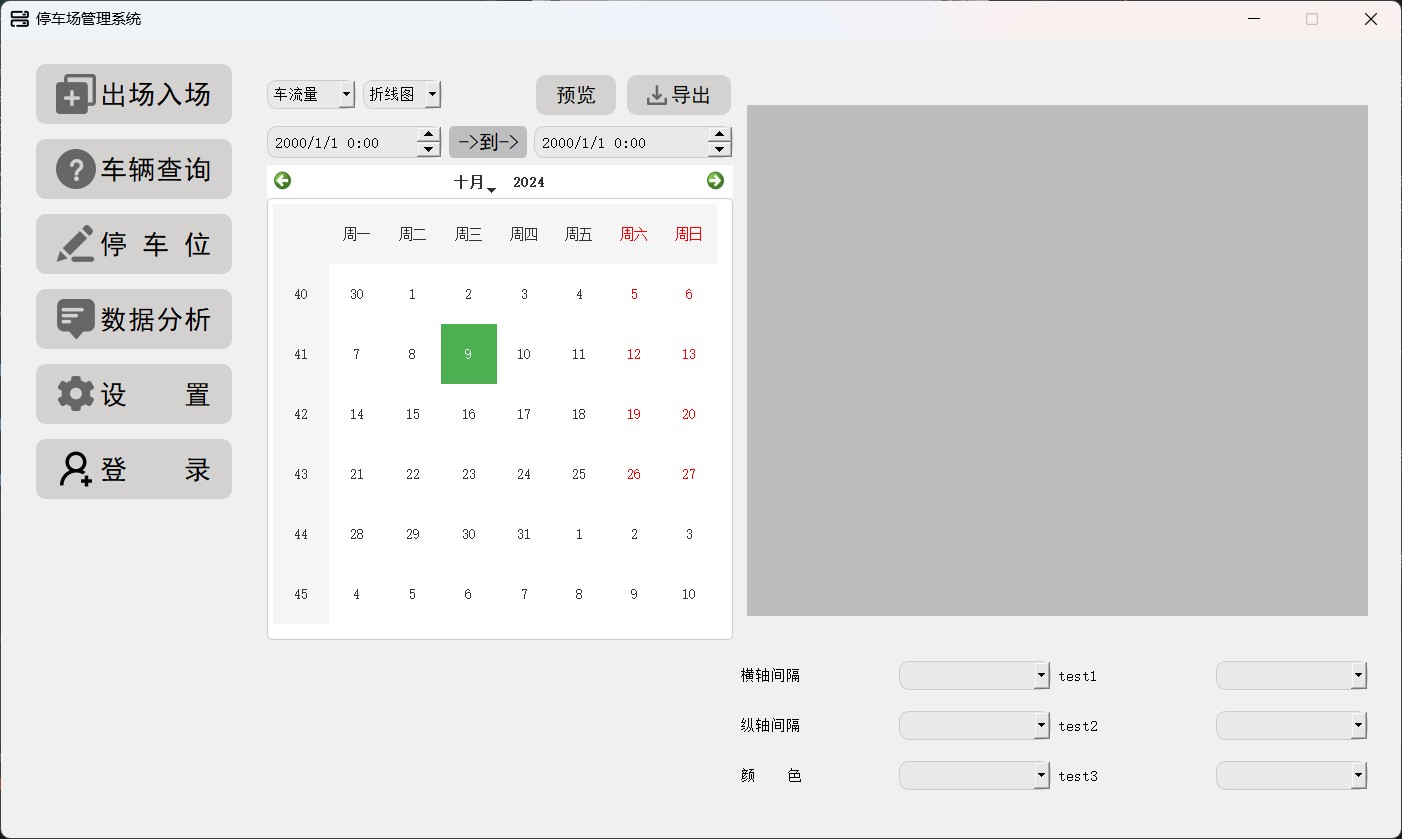 停车场管理系统
出场入场
车辆查询
停 车 位
数据分析
设 置
登 录
车流量 折线图 预览 导出
2000/1/1 0:00 ->到-> 2000/1/1 0:00
十月 2024
周一 周二 周三 周四 周五 周六 周日
40 30 1 2 3 4 5 6
41 7 8 9 10 11 12 13
42 14 15 16 17 18 19 20
43 21 22 23 24 25 26 27
44 28 29 30 31 1 2 3
45 4 5 6 7 8 9 10
横轴间隔 test1
纵轴间隔 test2
颜 色 test3